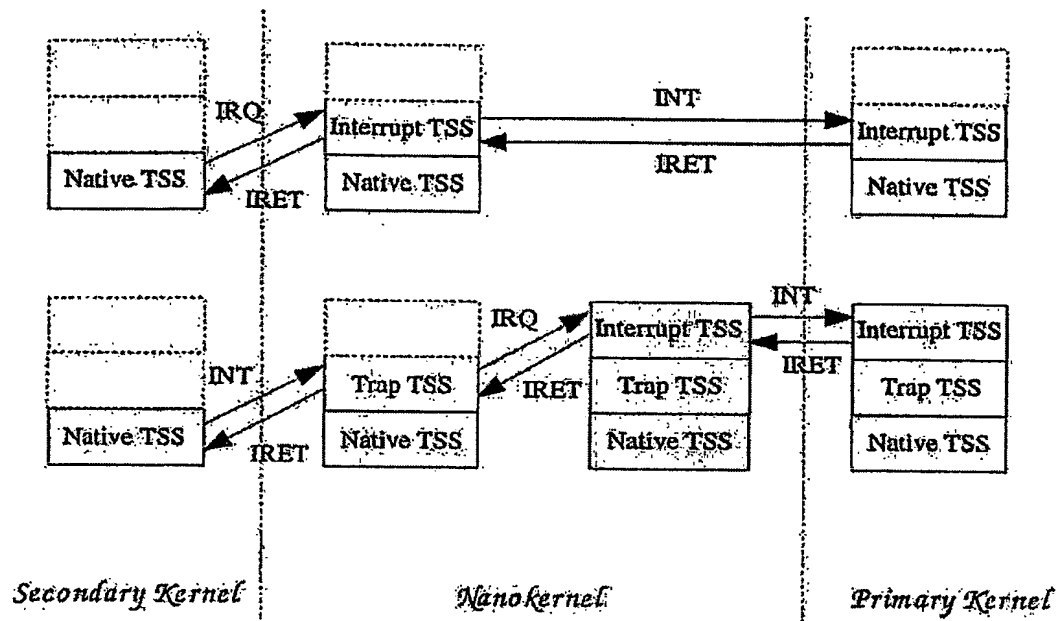 IRQ
INT
Interrupt TSS
Interrupt TSS
IRET
Native TSS
IRET
Native TSS
Native TSS
INT
IRQ
Interrupt TSS
Interrupt TSS
INT
IRET
Trap TSS
IRET
Trap TSS
Trap TSS
Native TSS
IRET
Native TSS
Native TSS
Native TSS
Secondary Kernel
Nanokernel
Primary Kernel